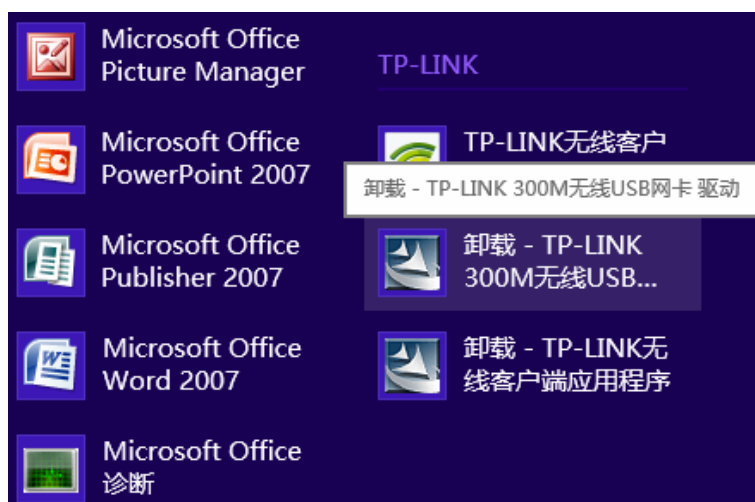 Microsoft Office
Picture Manager
Microsoft Office
PowerPoint 2007
Microsoft Office
Publisher 2007
Microsoft Office
Word 2007
Microsoft Office
诊断
TP-LINK
TP-LINK无线客户
卸载 - TP-LINK 300M无线USB网卡 驱动
卸载 - TP-LINK
300M无线USB...
卸载 - TP-LINK无
线客户端应用程序